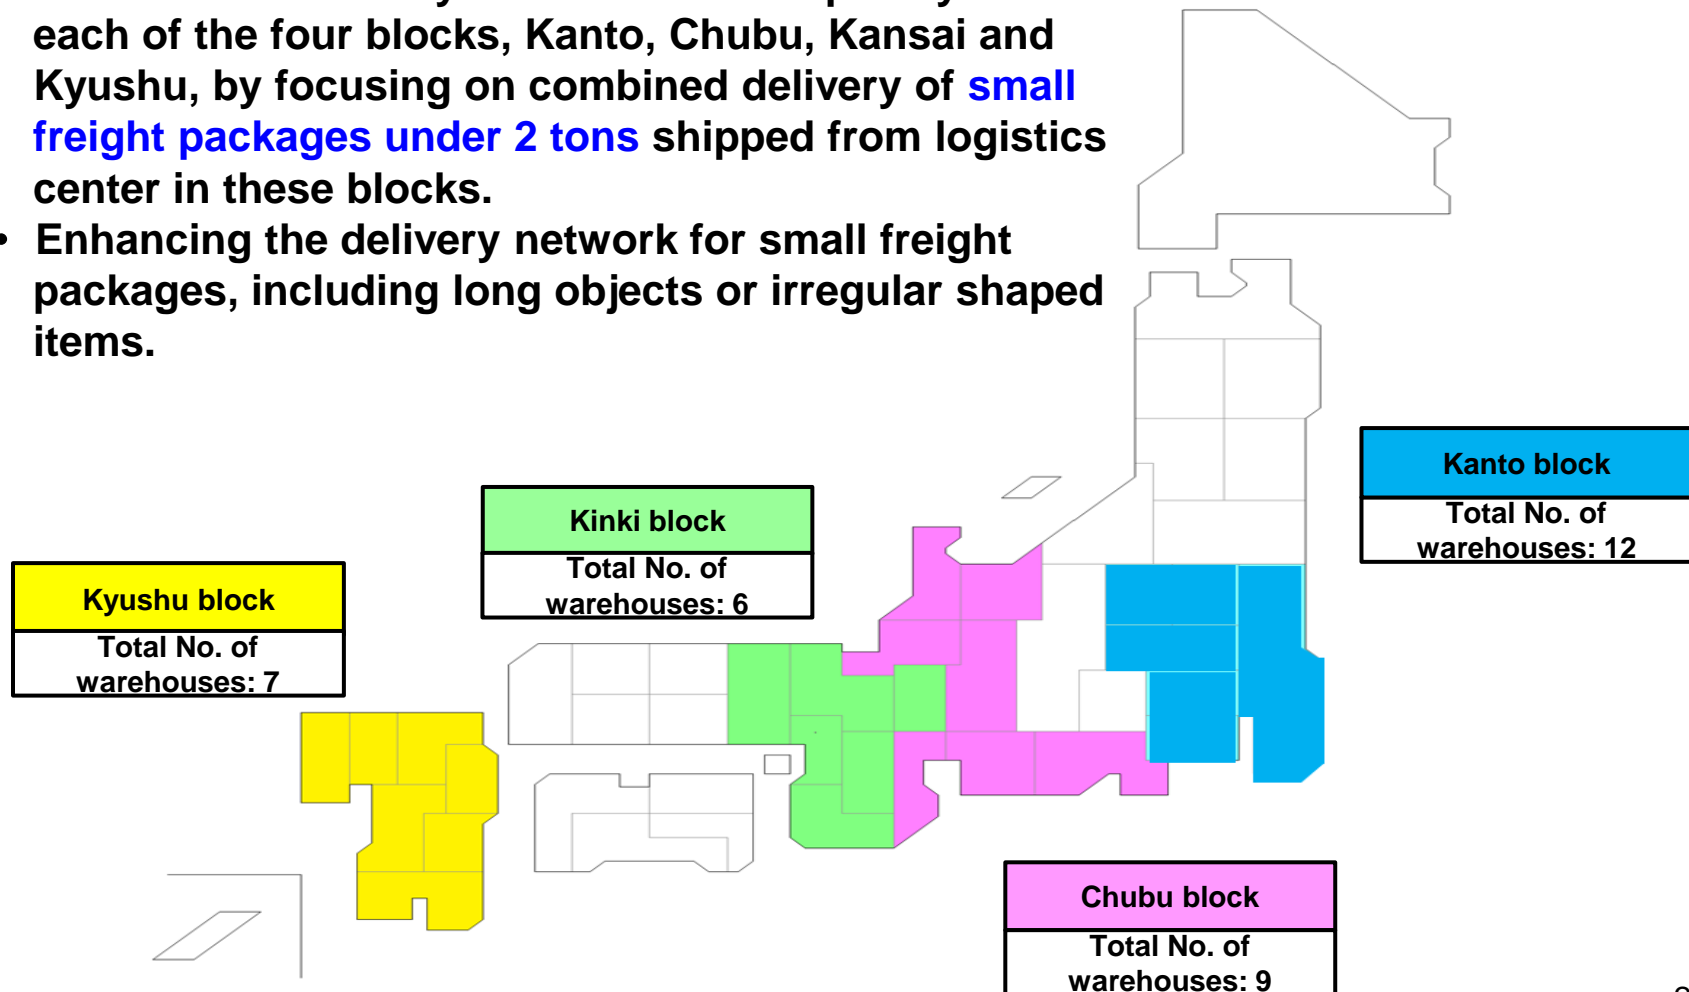 each of the four blocks, Kanto, Chubu, Kansai and
Kyushu, by focusing on combined delivery of small
freight packages under 2 tons shipped from logistics
center in these blocks.
• Enhancing the delivery network for small freight
packages, including long objects or irregular shaped
items.
Kanto block
Total No. of
warehouses: 12
Kinki block
Total No. of
warehouses: 6
Kyushu block
Total No. of
warehouses: 7
Chubu block
Total No. of
warehouses: 9